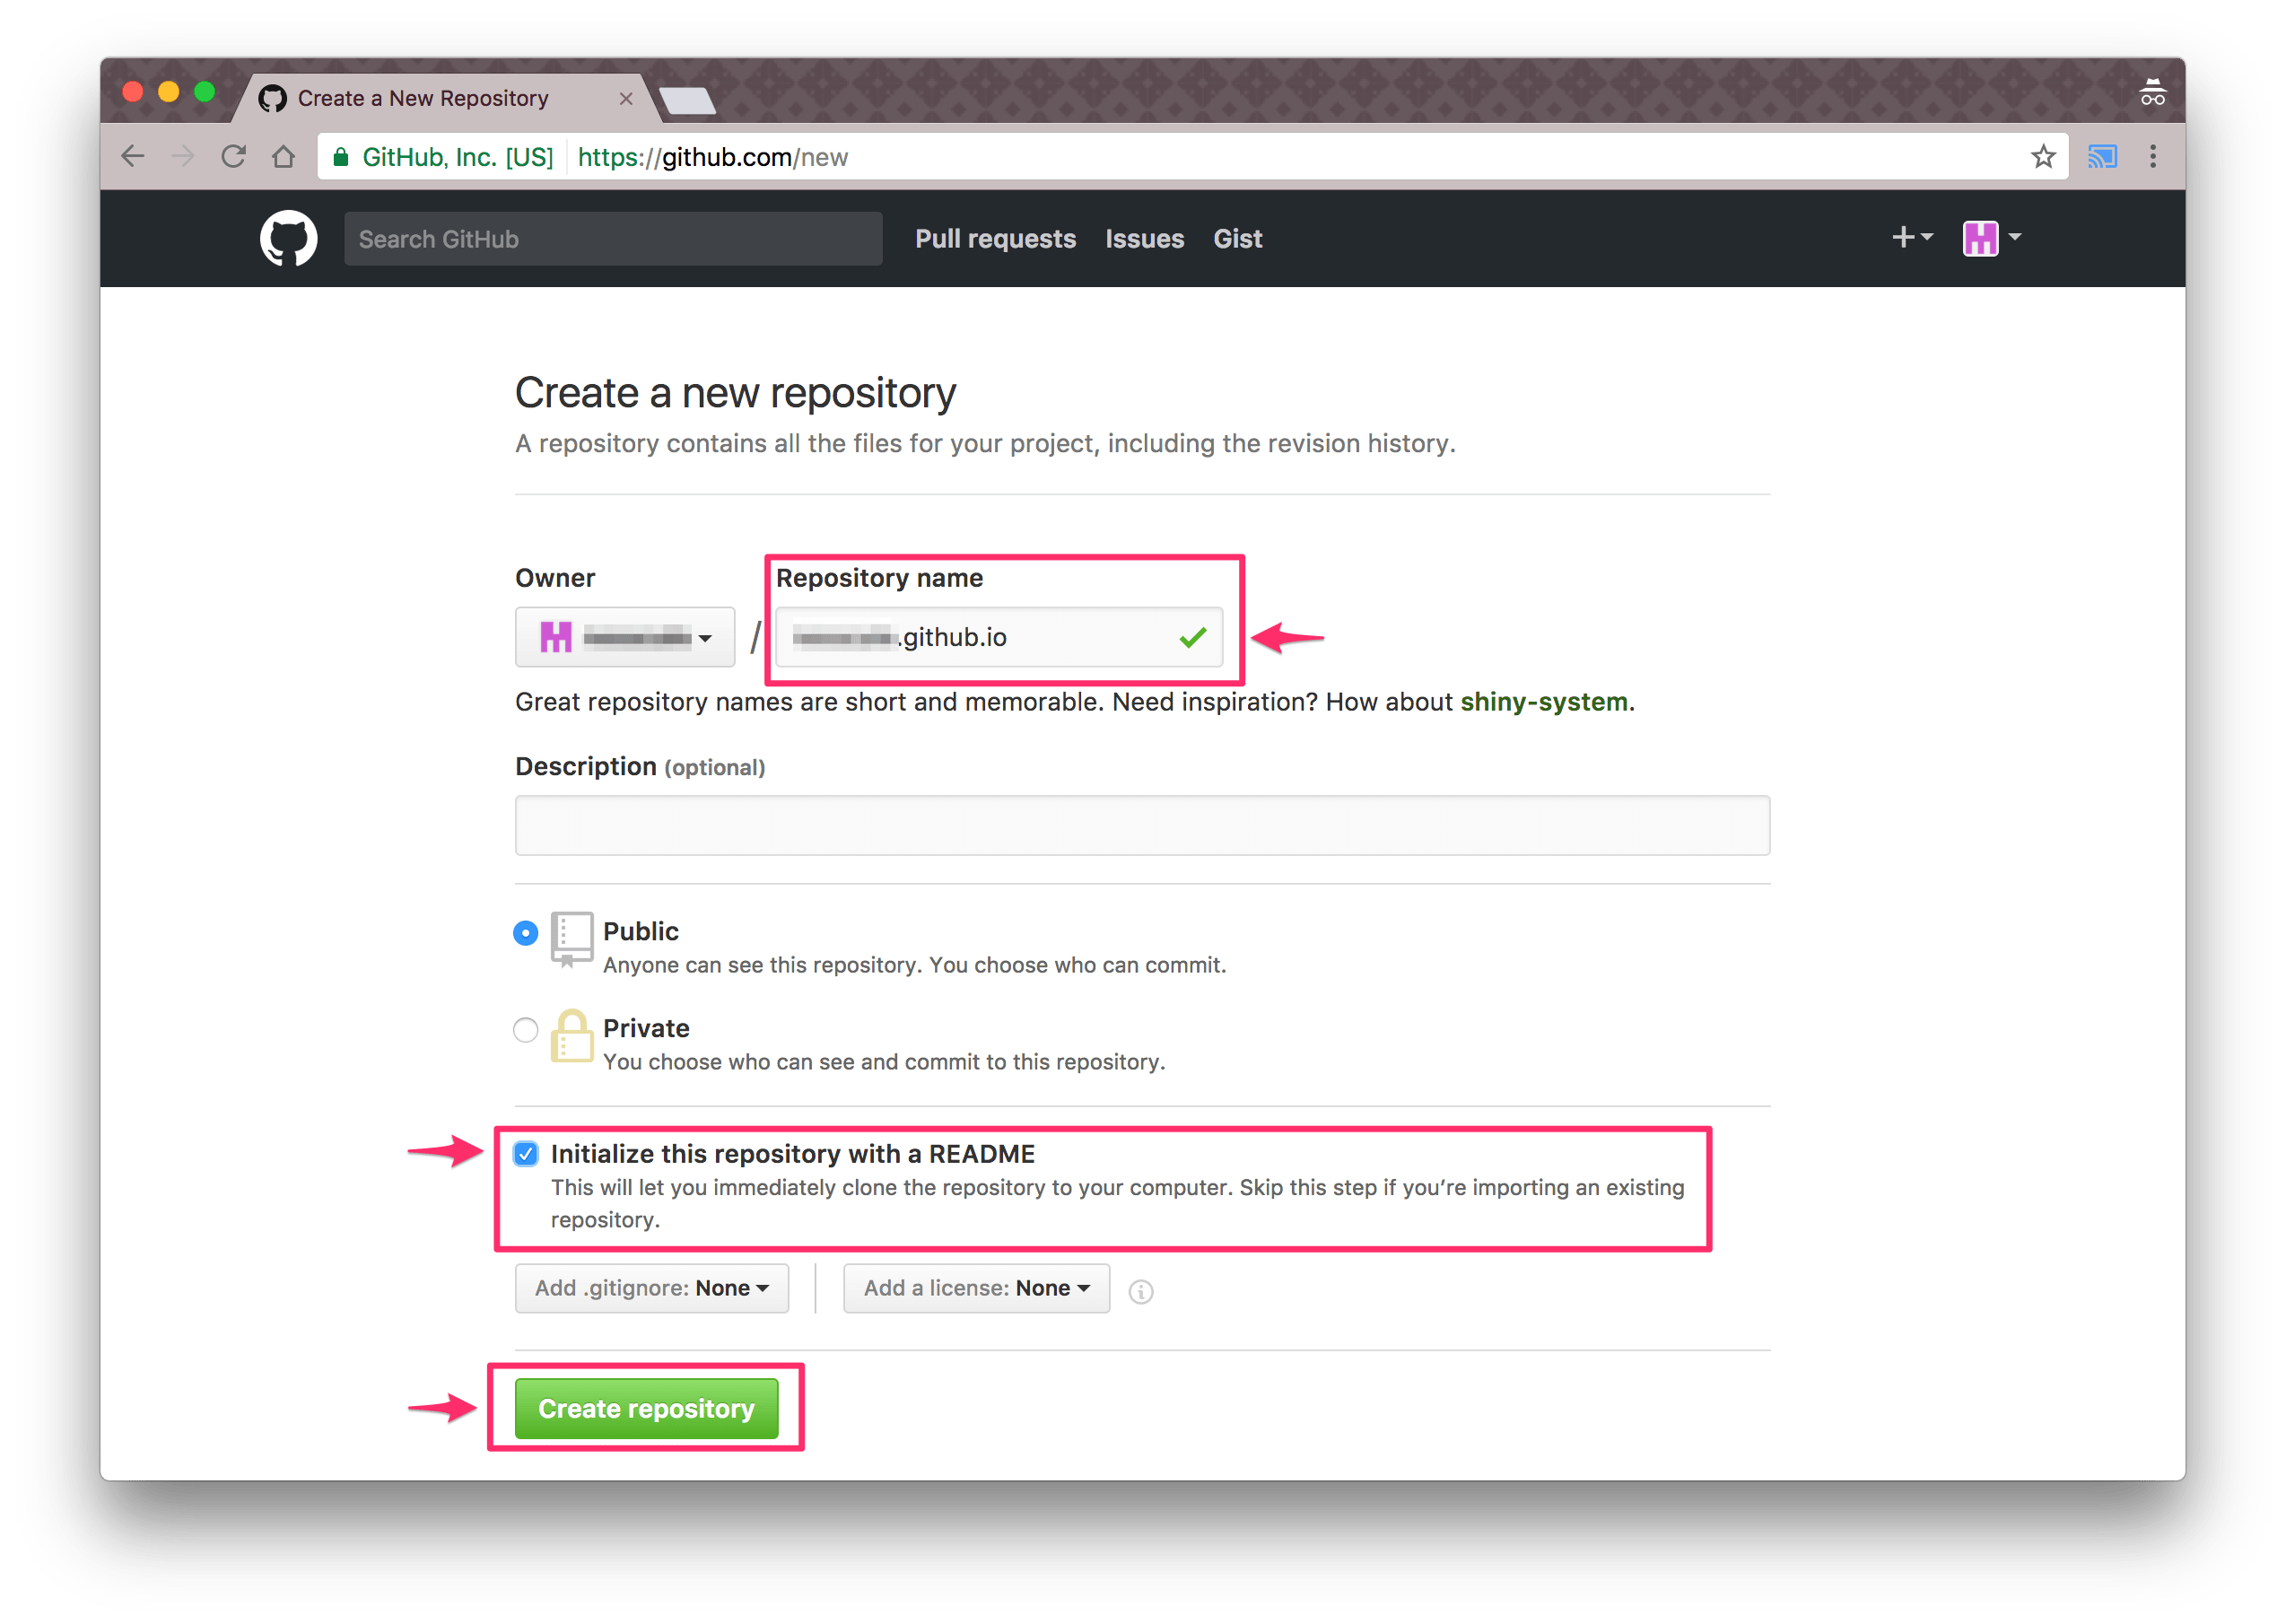 Create a New Repository
GitHub, Inc. [US] https://github.com/new
Search GitHub Pull requests Issues Gist
Create a new repository
A repository contains all the files for your project, including the revision history.
Owner Repository name
/ .github.io
Great repository names are short and memorable. Need inspiration? How about shiny-system.
Description (optional)
Public
Anyone can see this repository. You choose who can commit.
Private
You choose who can see and commit to this repository.
Initialize this repository with a README
This will let you immediately clone the repository to your computer. Skip this step if you’re importing an existing
repository.
Add .gitignore: None Add a license: None
Create repository